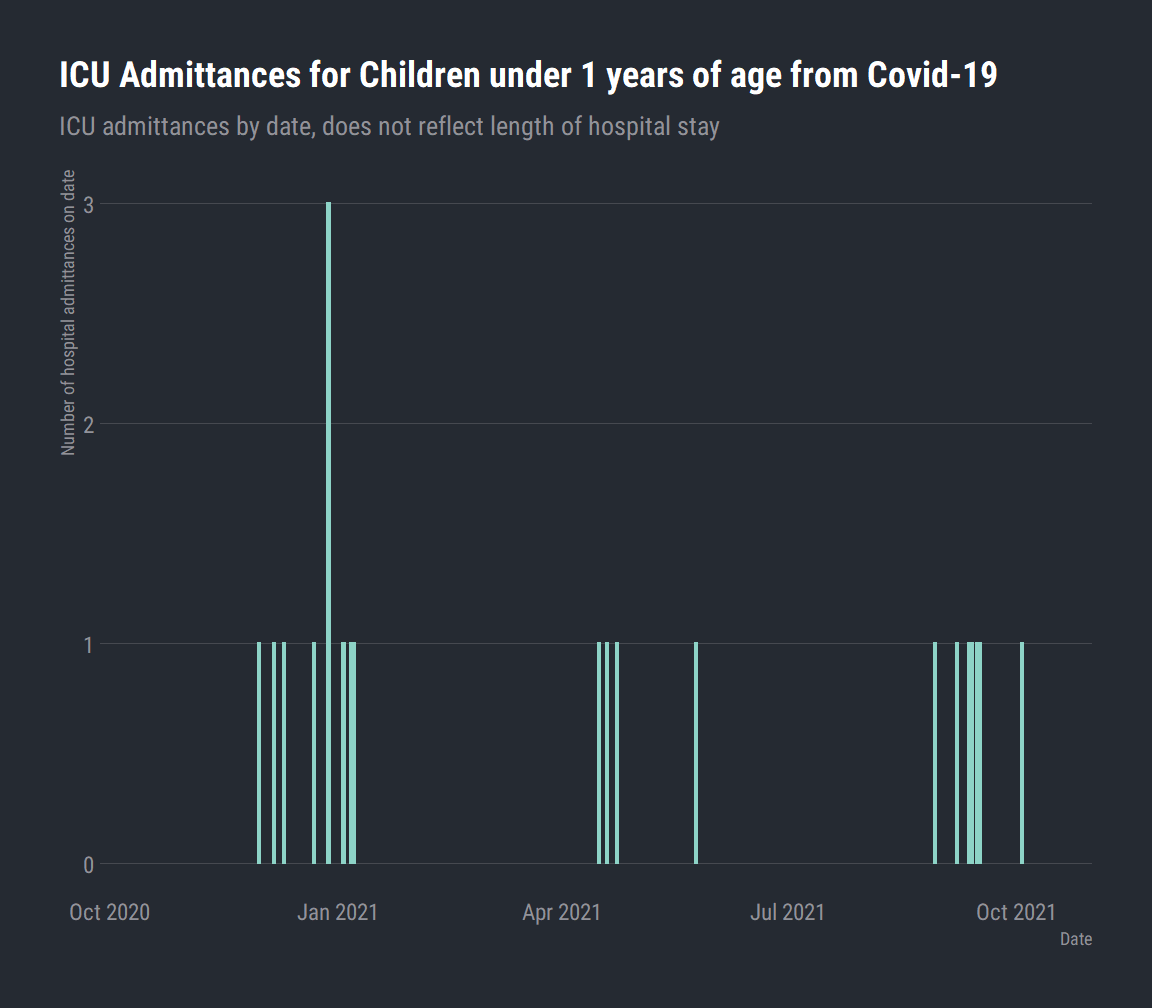 ICU Admittances for Children under 1 years of age from Covid-19
ICU admittances by date, does not reflect length of hospital stay
Number of hospital admittances on date
3
2
1
0
Oct 2020 Jan 2021 Apr 2021 Jul 2021 Oct 2021
Date